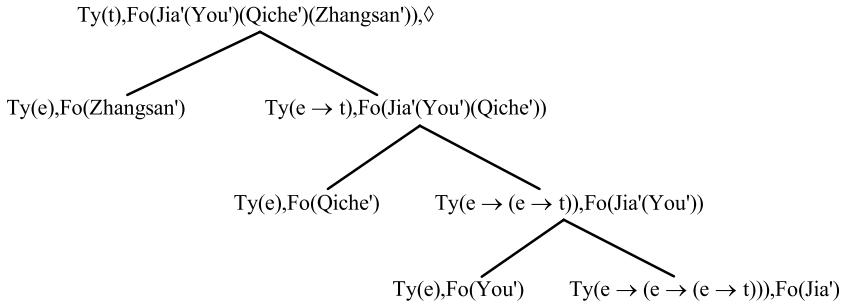 Ty(t),Fo(Jia'(You')(Qiche')(Zhangsan')),◊
Ty(e),Fo(Zhangsan') Ty(e → t),Fo(Jia'(You')(Qiche'))
Ty(e),Fo(Qiche') Ty(e → (e → t)),Fo(Jia'(You'))
Ty(e),Fo(You') Ty(e → (e → (e → t))),Fo(Jia')